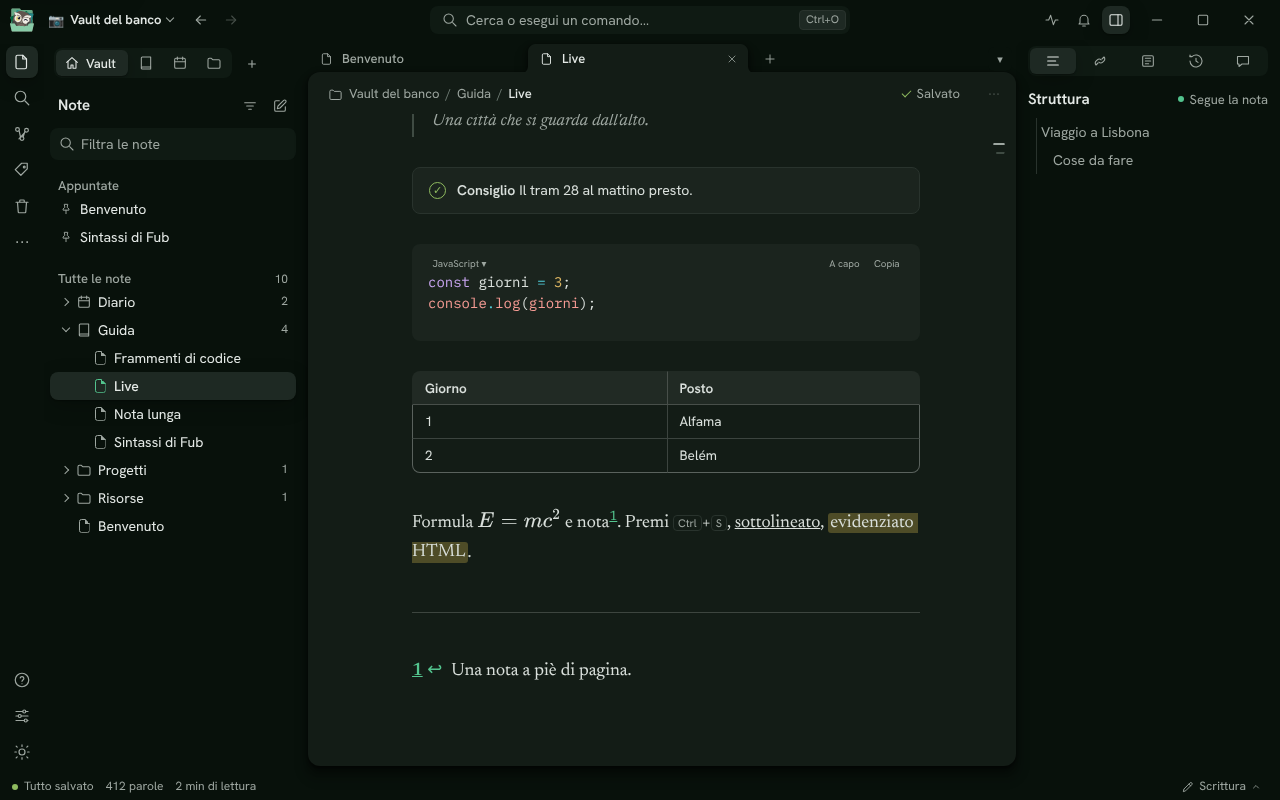 Vault del banco
Cerca o esegui un comando...
Ctrl+O
Vault
Benvenuto
Live
Note
Filtra le note
Appuntate
Benvenuto
Sintassi di Fub
Tutte le note 10
Diario 2
Guida 4
Frammenti di codice
Live
Nota lunga
Sintassi di Fub
Progetti 1
Risorse 1
Benvenuto
Vault del banco / Guida / Live
Salvato
Una città che si guarda dall'alto.
Consiglio Il tram 28 al mattino presto.
JavaScript
A capo Copia
const giorni = 3;
console.log(giorni);
Giorno Posto
1 Alfama
2 Belém
Formula E = mc² e nota1. Premi Ctrl+S, sottolineato, evidenziato
HTML.
1 ↩ Una nota a piè di pagina.
Struttura
Segue la nota
Viaggio a Lisbona
Cose da fare
Tutto salvato 412 parole 2 min di lettura
Scrittura